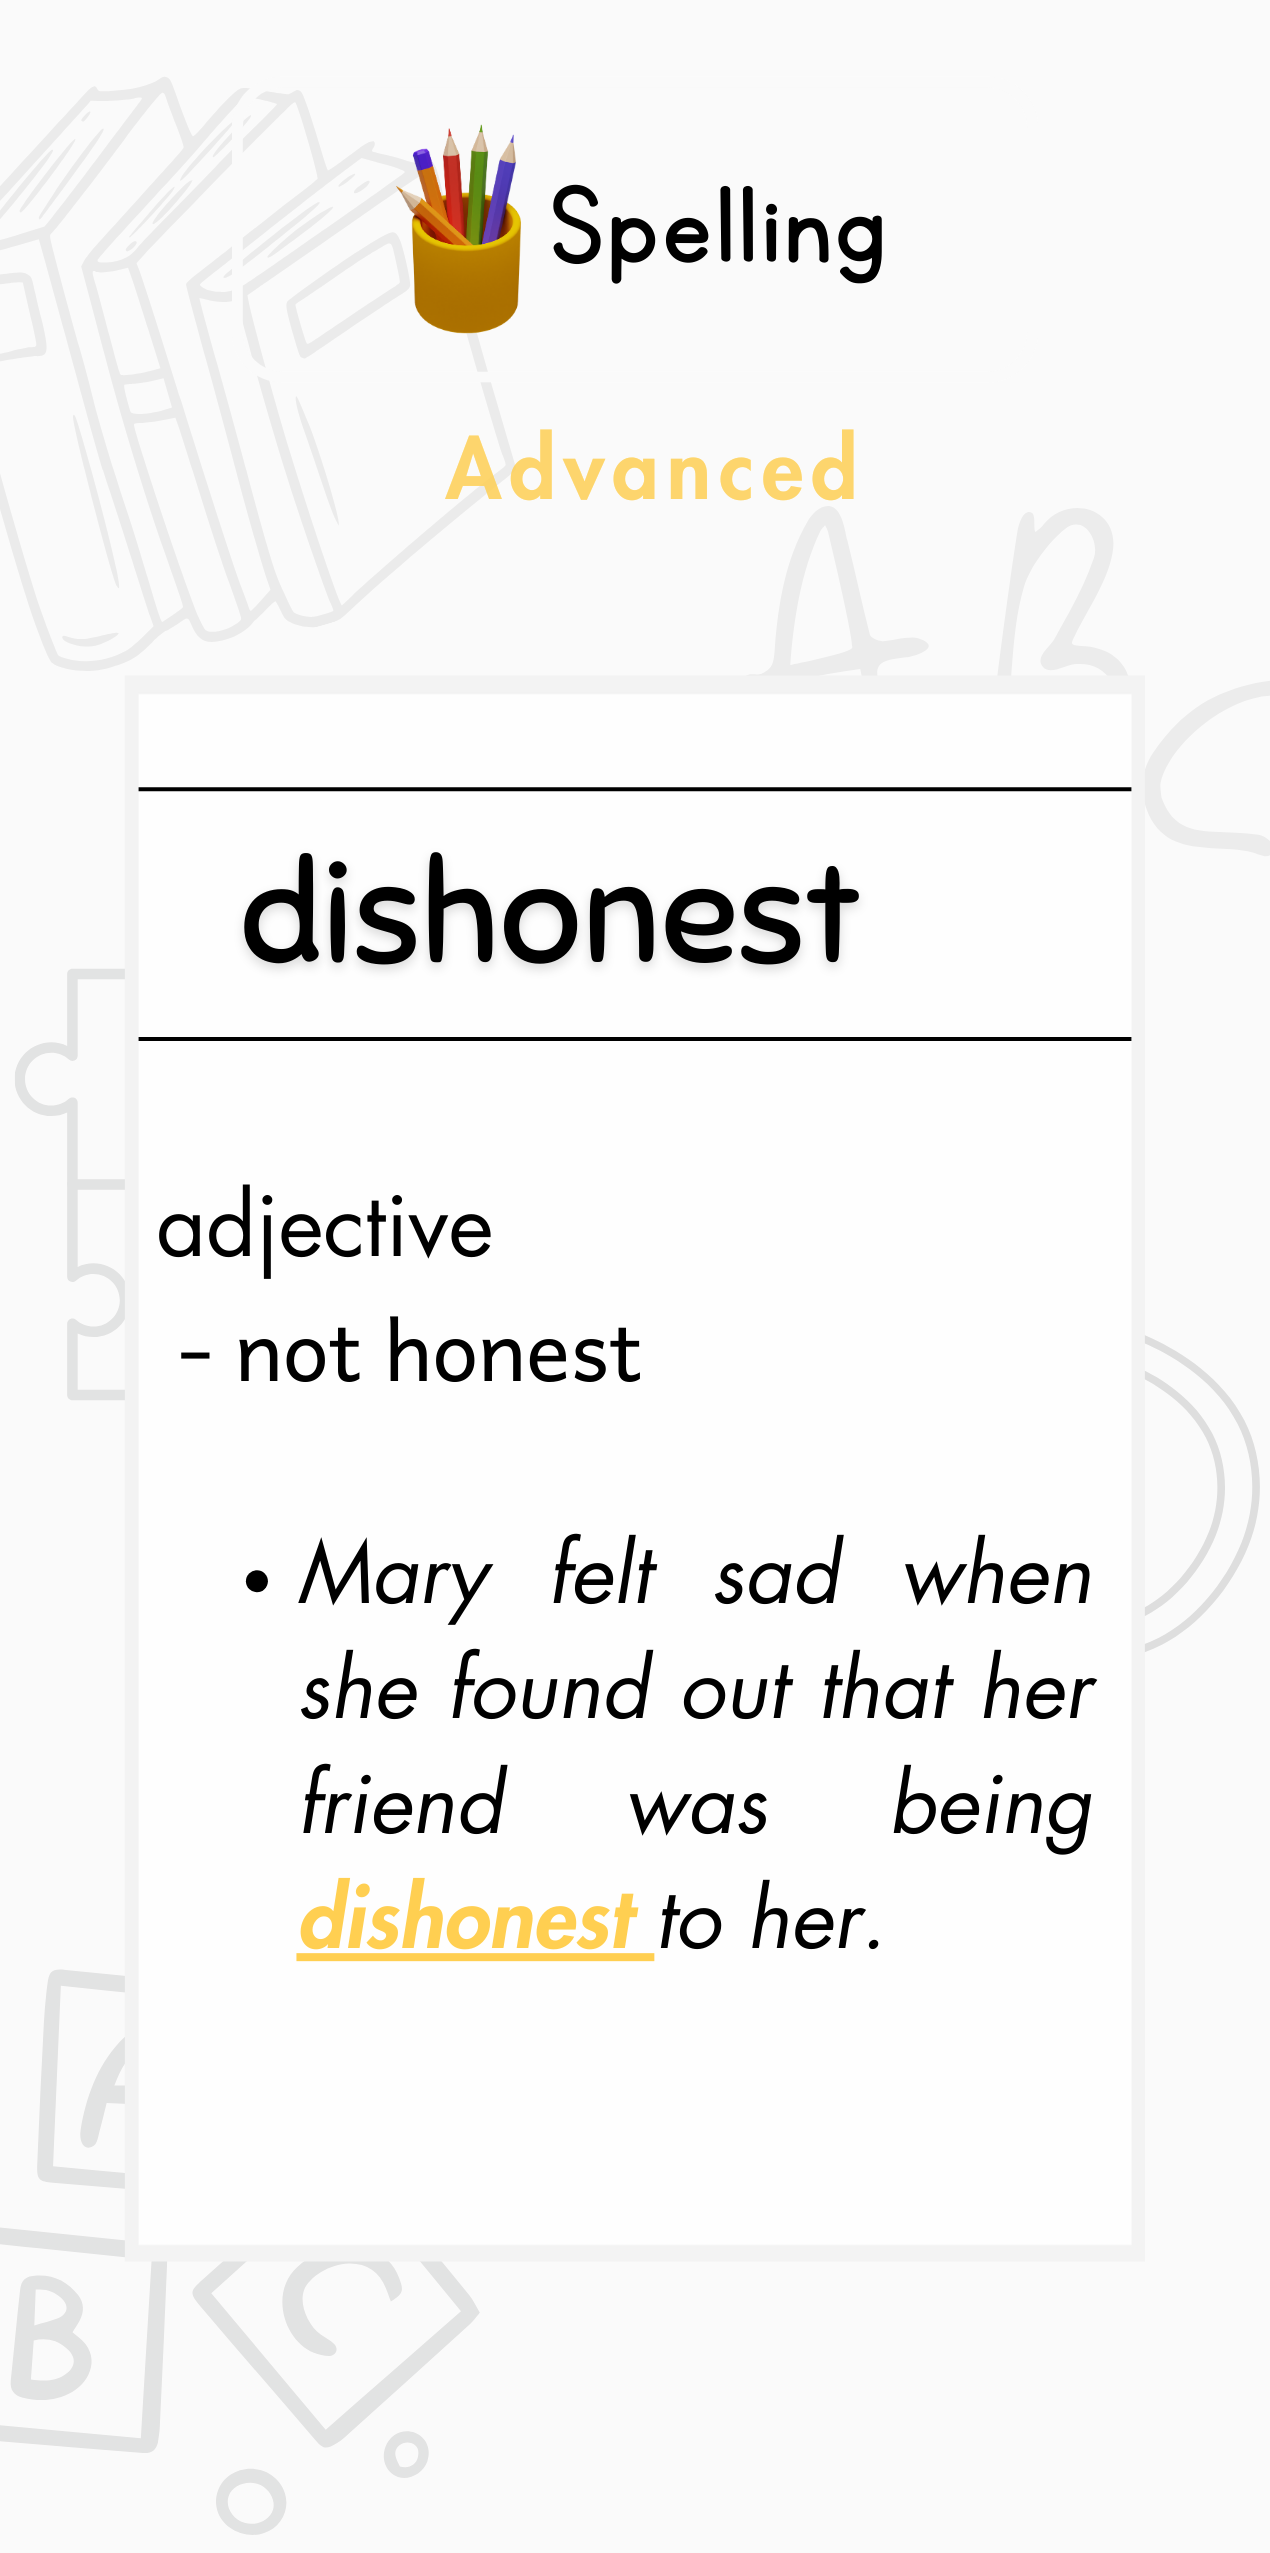 Spelling
Advanced
A B
dishonest
adjective
- not honest
• Mary felt sad when
she found out that her
friend was being
dishonest to her.
A
B
C